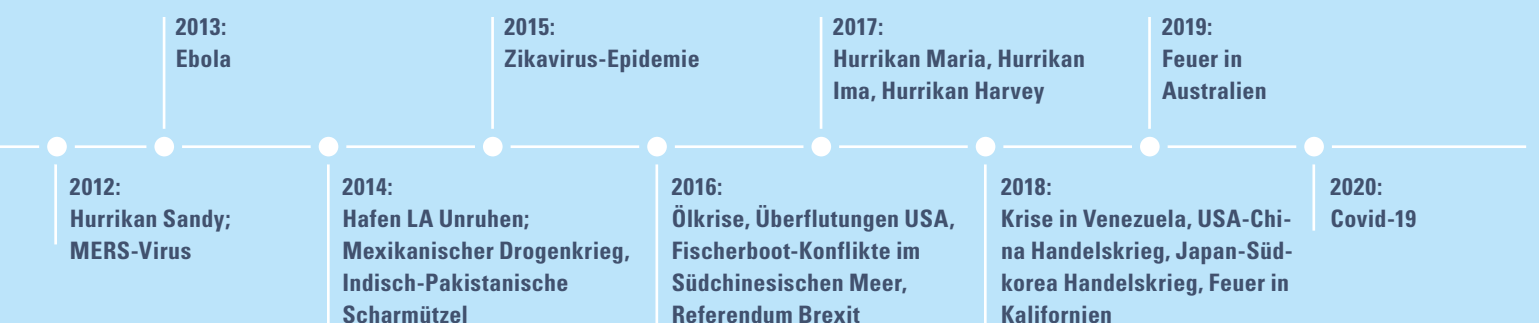 2013:
Ebola
2015:
Zikavirus-Epidemie
2017:
Hurrikan Maria, Hurrikan
Ima, Hurrikan Harvey
2019:
Feuer in
Australien
2012:
Hurrikan Sandy;
MERS-Virus
2014:
Hafen LA Unruhen;
Mexikanischer Drogenkrieg,
Indisch-Pakistanische
Scharmützel
2016:
Ölkrise, Überflutungen USA,
Fischerboot-Konflikte im
Südchinesischen Meer,
Referendum Brexit
2018:
Krise in Venezuela, USA-Chi-
na Handelskrieg, Japan-Süd-
korea Handelskrieg, Feuer in
Kalifornien
2020:
Covid-19